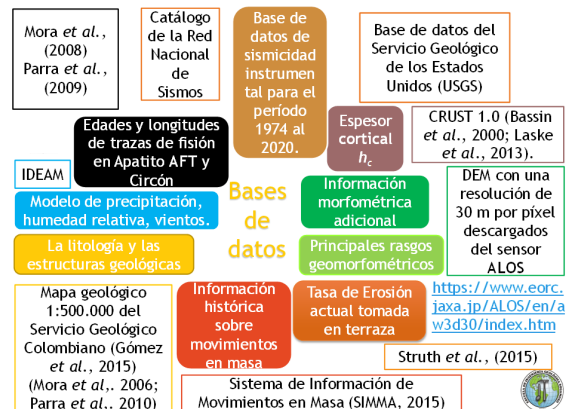 Mora et al.,
(2008)
Parra et al.,
(2009)
Catálogo
de la Red
Nacional
de
Sismos
Base de
datos de
sismicidad
instrumen
tal para el
período
1974 al
2020.
Base de datos del
Servicio Geológico
de los Estados
Unidos (USGS)
Edades y longitudes
de trazas de fisión
en Apatito AFT y
Circón
Espesor
cortical
hc
CRUST 1.0 (Bassin
et al., 2000; Laske
et al., 2013).
IDEAM
Modelo de precipitación,
humedad relativa, vientos.
Bases
de
datos
Información
morfométrica
adicional
DEM con una
resolución de
30 m por píxel
descargados
del sensor
ALOS
La litología y las
estructuras geológicas
Principales rasgos
geomorfométricos
https://www.eorc.
jaxa.jp/ALOS/en/a
w3d30/index.htm
Mapa geológico
1:500.000 del
Servicio Geológico
Colombiano (Gómez
et al., 2015)
(Mora et al,. 2006;
Parra et al,. 2010)
Información
histórica
sobre
movimientos
en masa
Tasa de Erosión
actual tomada
en terraza
Struth et al., (2015)
Sistema de Información de
Movimientos en Masa (SIMMA, 2015)